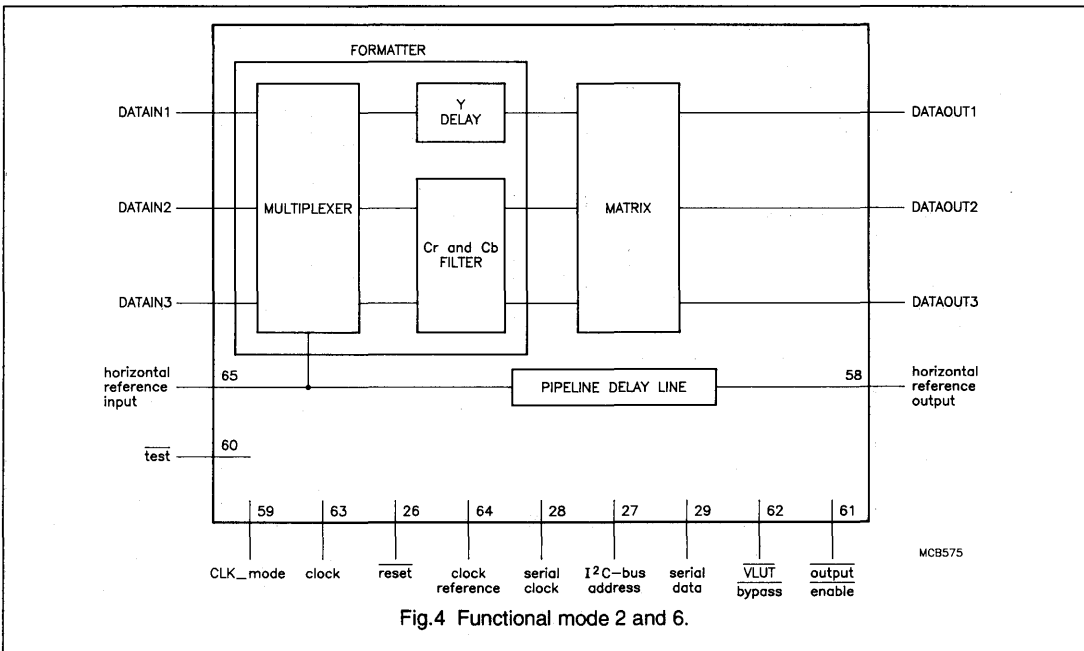 FORMATTER
DATAIN1
Y
DELAY
DATAOUT1
DATAIN2
MULTIPLEXER
MATRIX
DATAOUT2
Cr and Cb
FILTER
DATAIN3
DATAOUT3
horizontal
reference
input
65
PIPELINE DELAY LINE
58
horizontal
reference
output
60
test
59 63 26 64 28 27 29 62 61
MCB575
CLK_mode
clock
reset
clock
reference
serial
clock
I²C-bus
address
serial
data
VLUT
bypass
output
enable
Fig.4 Functional mode 2 and 6.